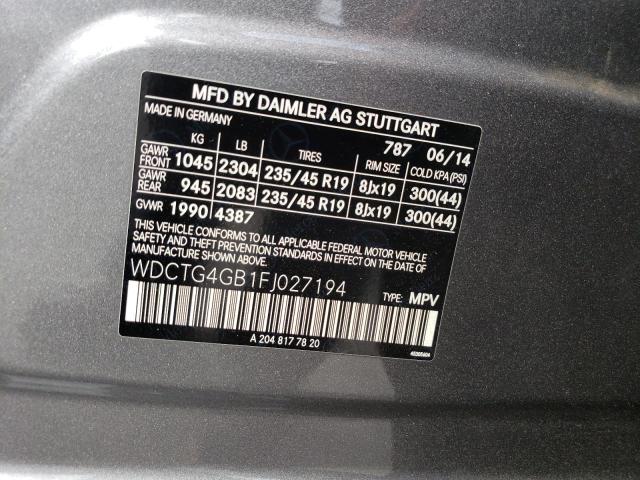 MFD BY DAIMLER AG STUTTGART
MADE IN GERMANY 787 06/14
KG LB TIRES RIM SIZE COLD KPA(PSI)
GAWR FRONT 1045 2304 235/45 R19 8Jx19 300(44)
GAWR REAR 945 2083 235/45 R19 8Jx19 300(44)
GVWR 1990 4387
THIS VEHICLE CONFORMS TO ALL APPLICABLE FEDERAL MOTOR VEHICLE
SAFETY AND THEFT PREVENTION STANDARDS IN EFFECT ON THE DATE OF
MANUFACTURE SHOWN ABOVE.
WDCTG4GB1FJ027194 TYPE: MPV
A 204 817 78 20